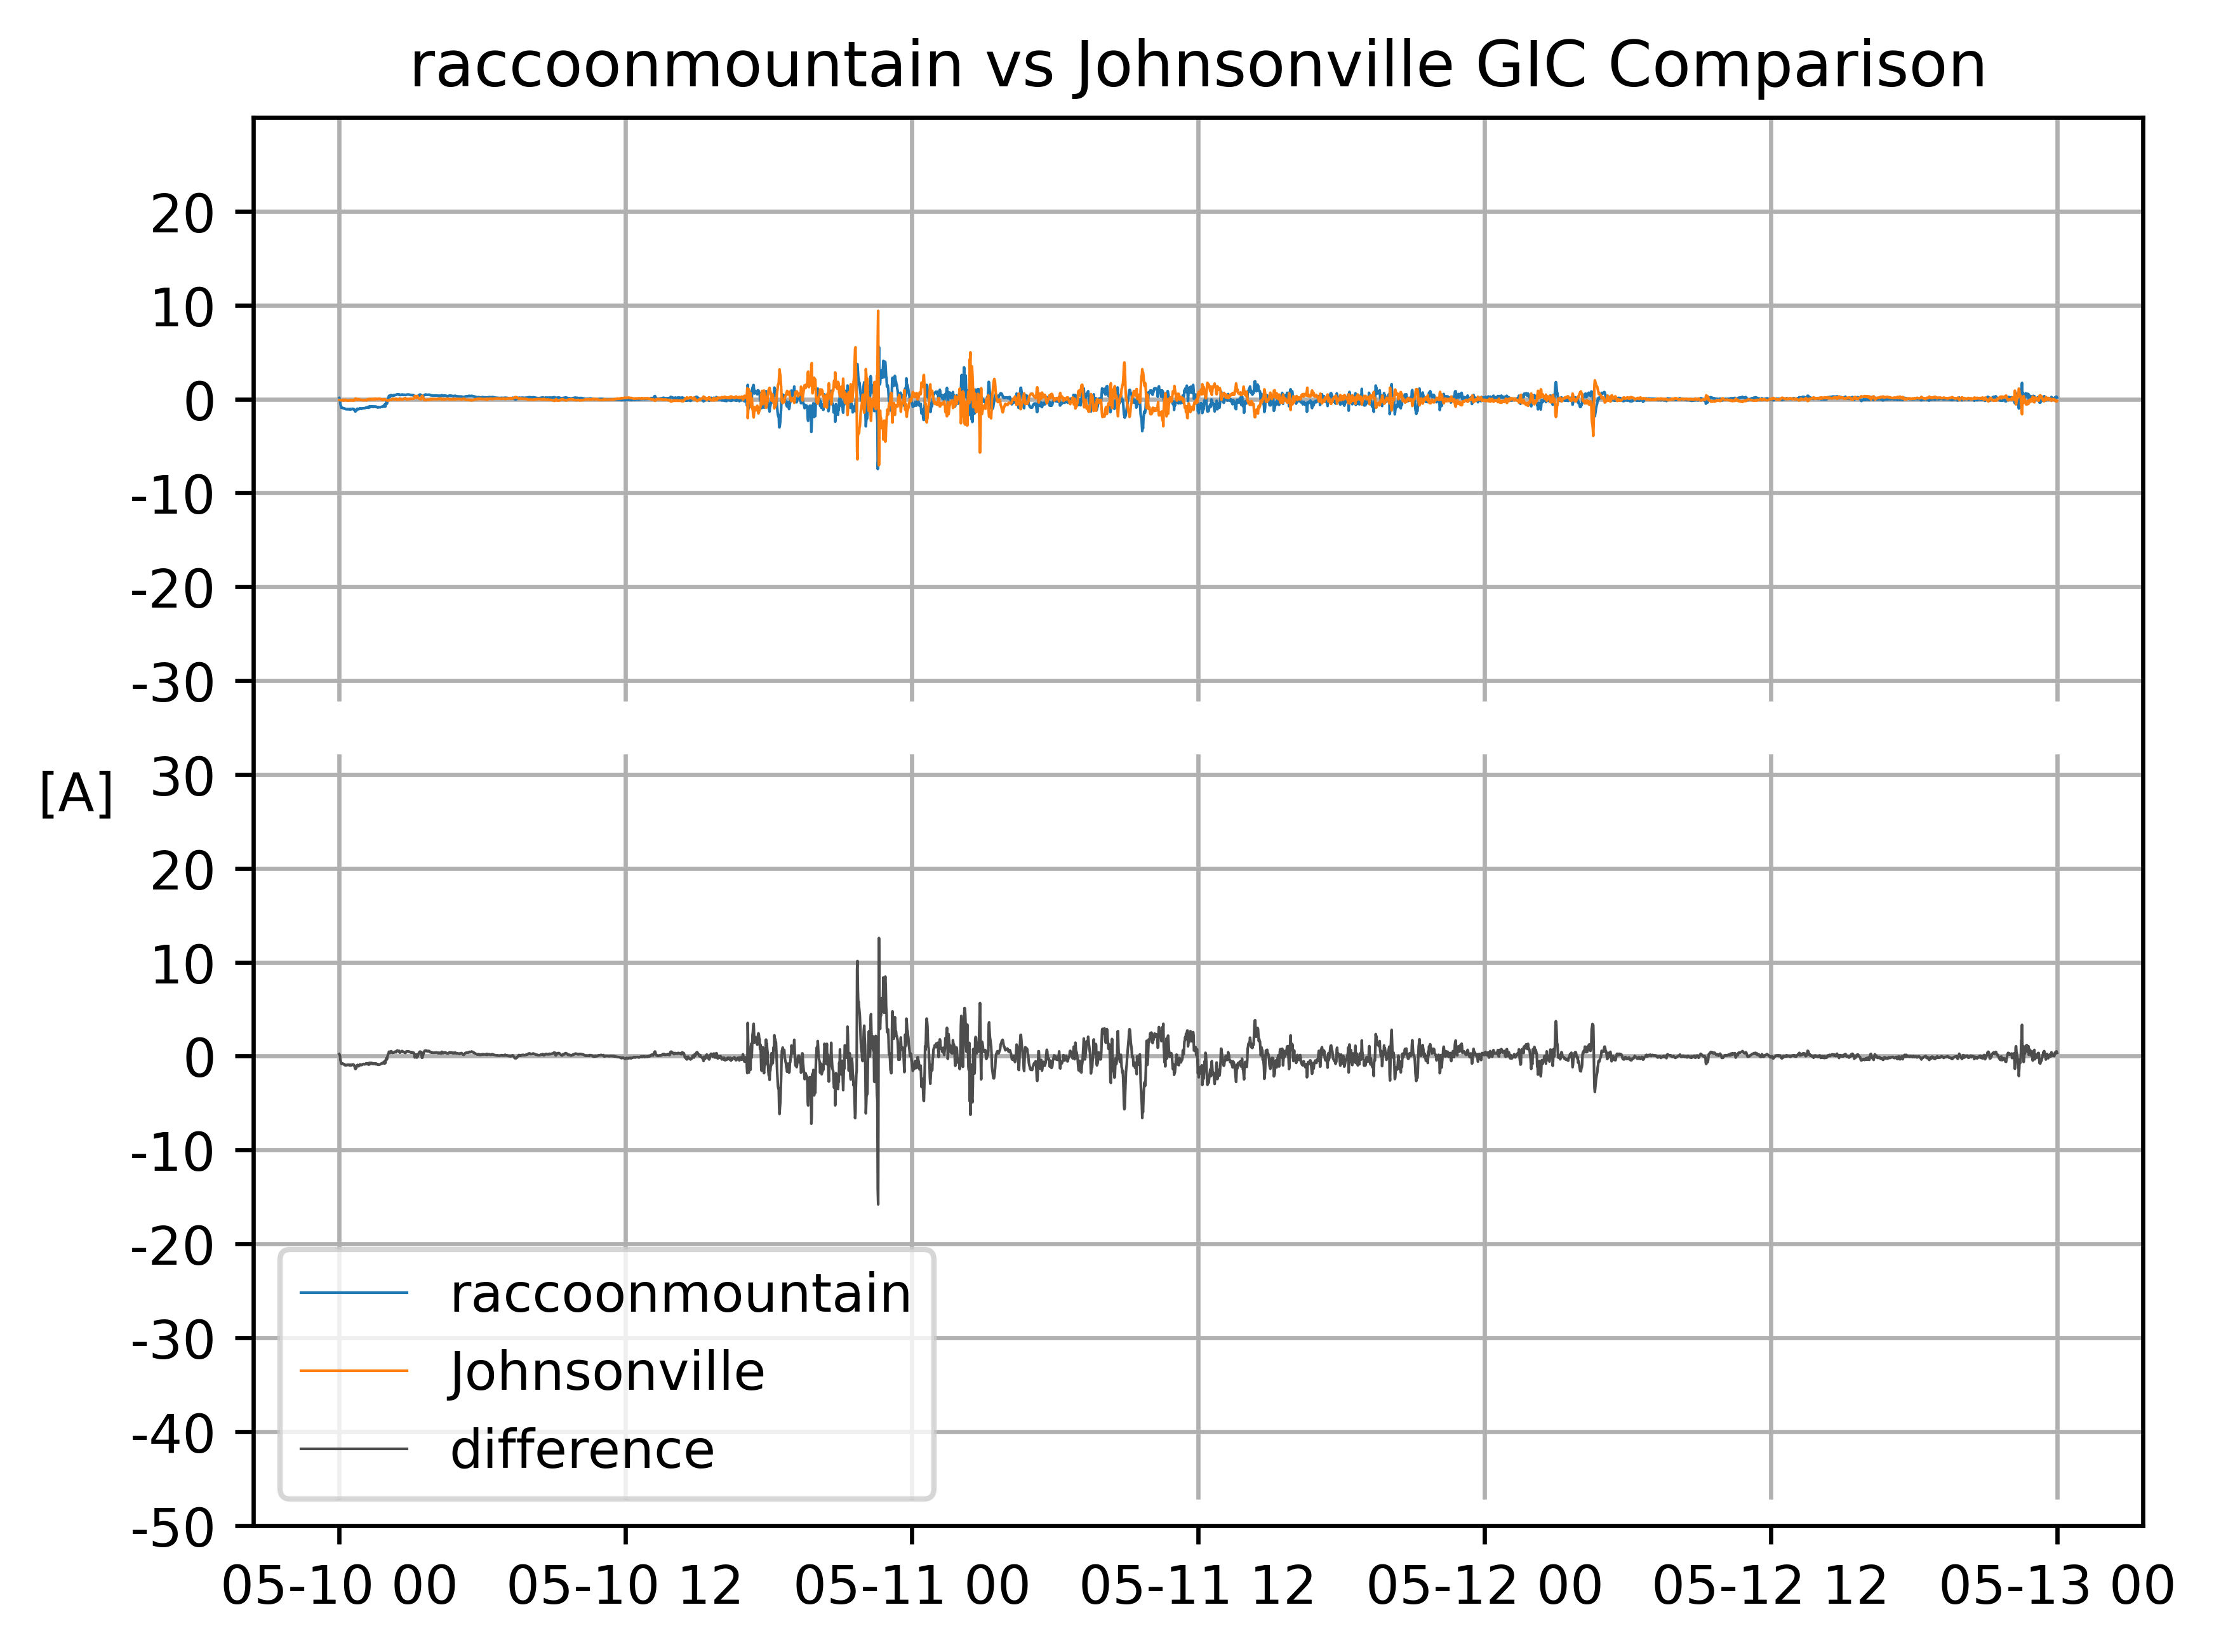 raccoonmountain vs Johnsonville GIC Comparison
20
10
0
-10
-20
-30
[A]
30
20
10
0
-10
-20
-30
-40
-50
raccoonmountain
Johnsonville
difference
05-10 00 05-10 12 05-11 00 05-11 12 05-12 00 05-12 12 05-13 00